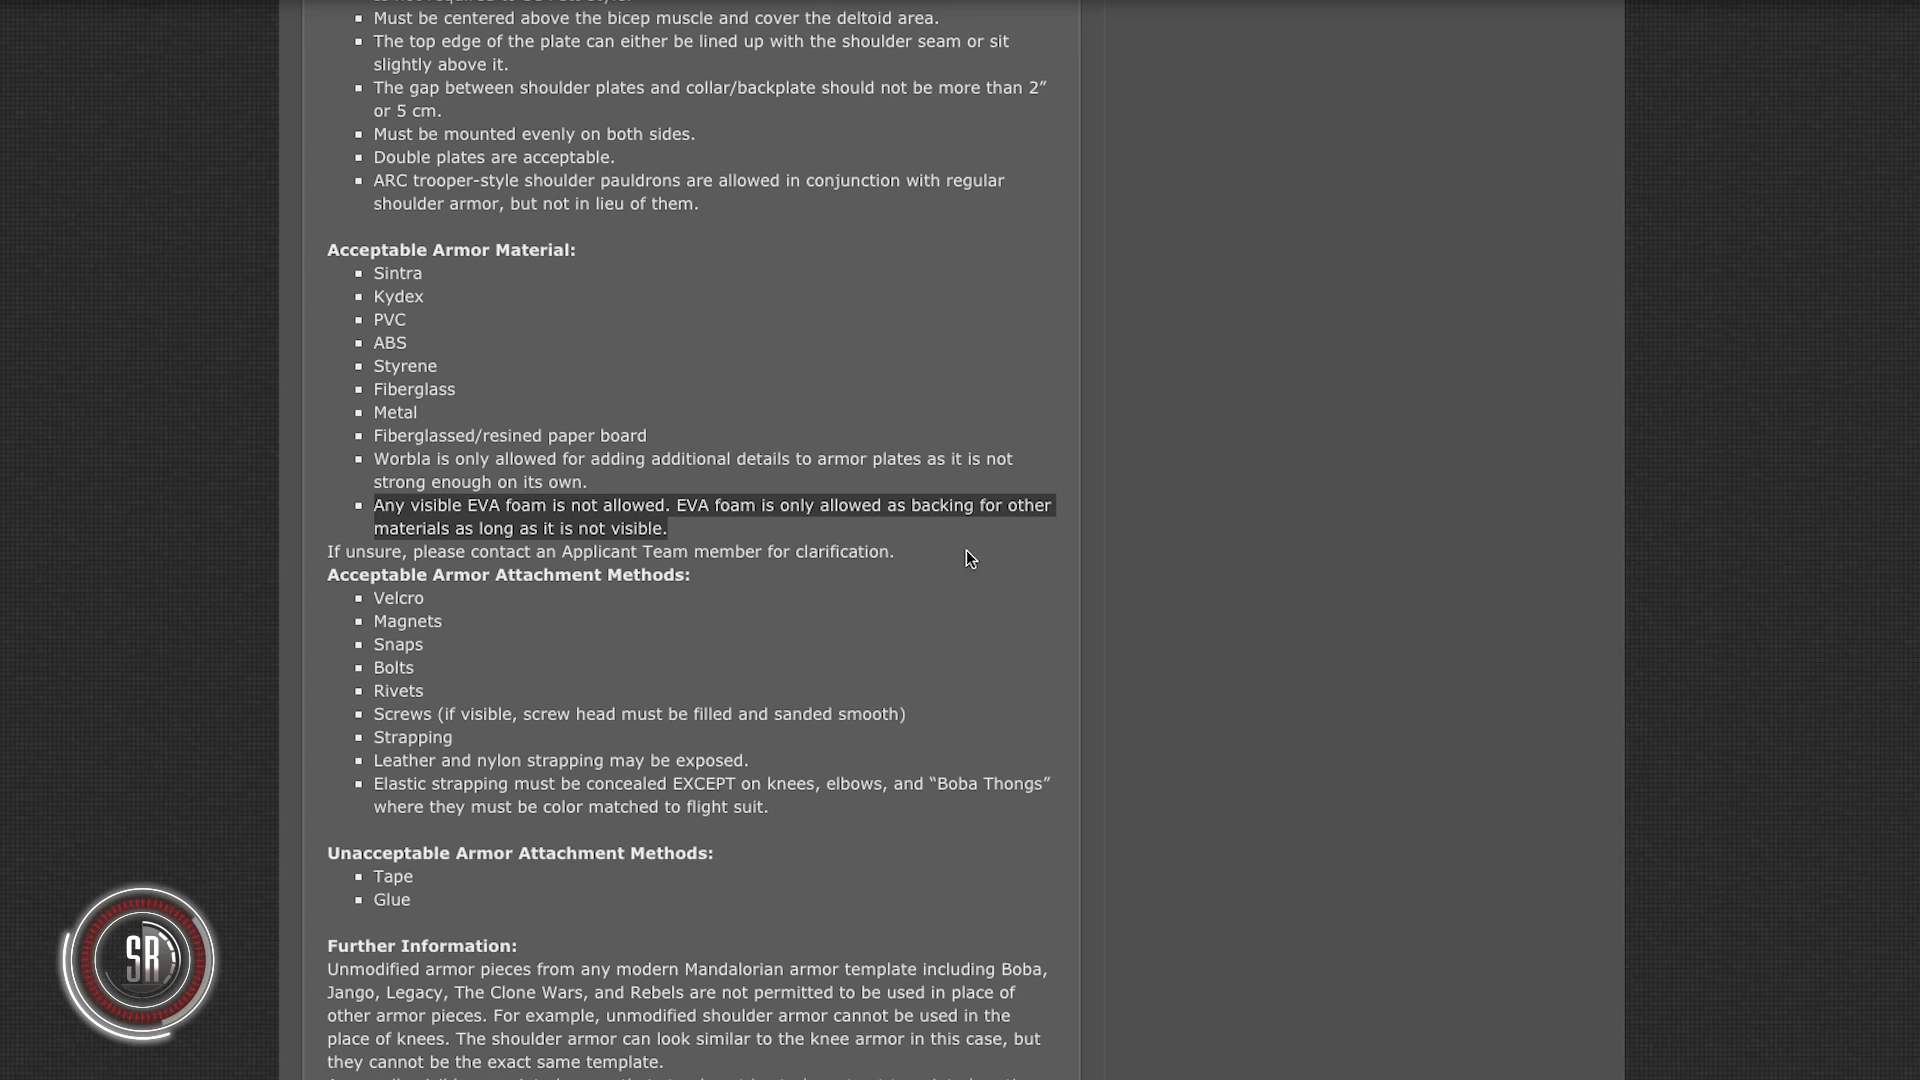 Must be centered above the bicep muscle and cover the deltoid area.
The top edge of the plate can either be lined up with the shoulder seam or sit
slightly above it.
The gap between shoulder plates and collar/backplate should not be more than 2”
or 5 cm.
Must be mounted evenly on both sides.
Double plates are acceptable.
ARC trooper-style shoulder pauldrons are allowed in conjunction with regular
shoulder armor, but not in lieu of them.
Acceptable Armor Material:
Sintra
Kydex
PVC
ABS
Styrene
Fiberglass
Metal
Fiberglassed/resined paper board
Worbla is only allowed for adding additional details to armor plates as it is not
strong enough on its own.
Any visible EVA foam is not allowed. EVA foam is only allowed as backing for other
materials as long as it is not visible.
If unsure, please contact an Applicant Team member for clarification.
Acceptable Armor Attachment Methods:
Velcro
Magnets
Snaps
Bolts
Rivets
Screws (if visible, screw head must be filled and sanded smooth)
Strapping
Leather and nylon strapping may be exposed.
Elastic strapping must be concealed EXCEPT on knees, elbows, and “Boba Thongs”
where they must be color matched to flight suit.
Unacceptable Armor Attachment Methods:
Tape
Glue
Further Information:
Unmodified armor pieces from any modern Mandalorian armor template including Boba,
Jango, Legacy, The Clone Wars, and Rebels are not permitted to be used in place of
other armor pieces. For example, unmodified shoulder armor cannot be used in the
place of knees. The shoulder armor can look similar to the knee armor in this case, but
they cannot be the exact same template.
SR